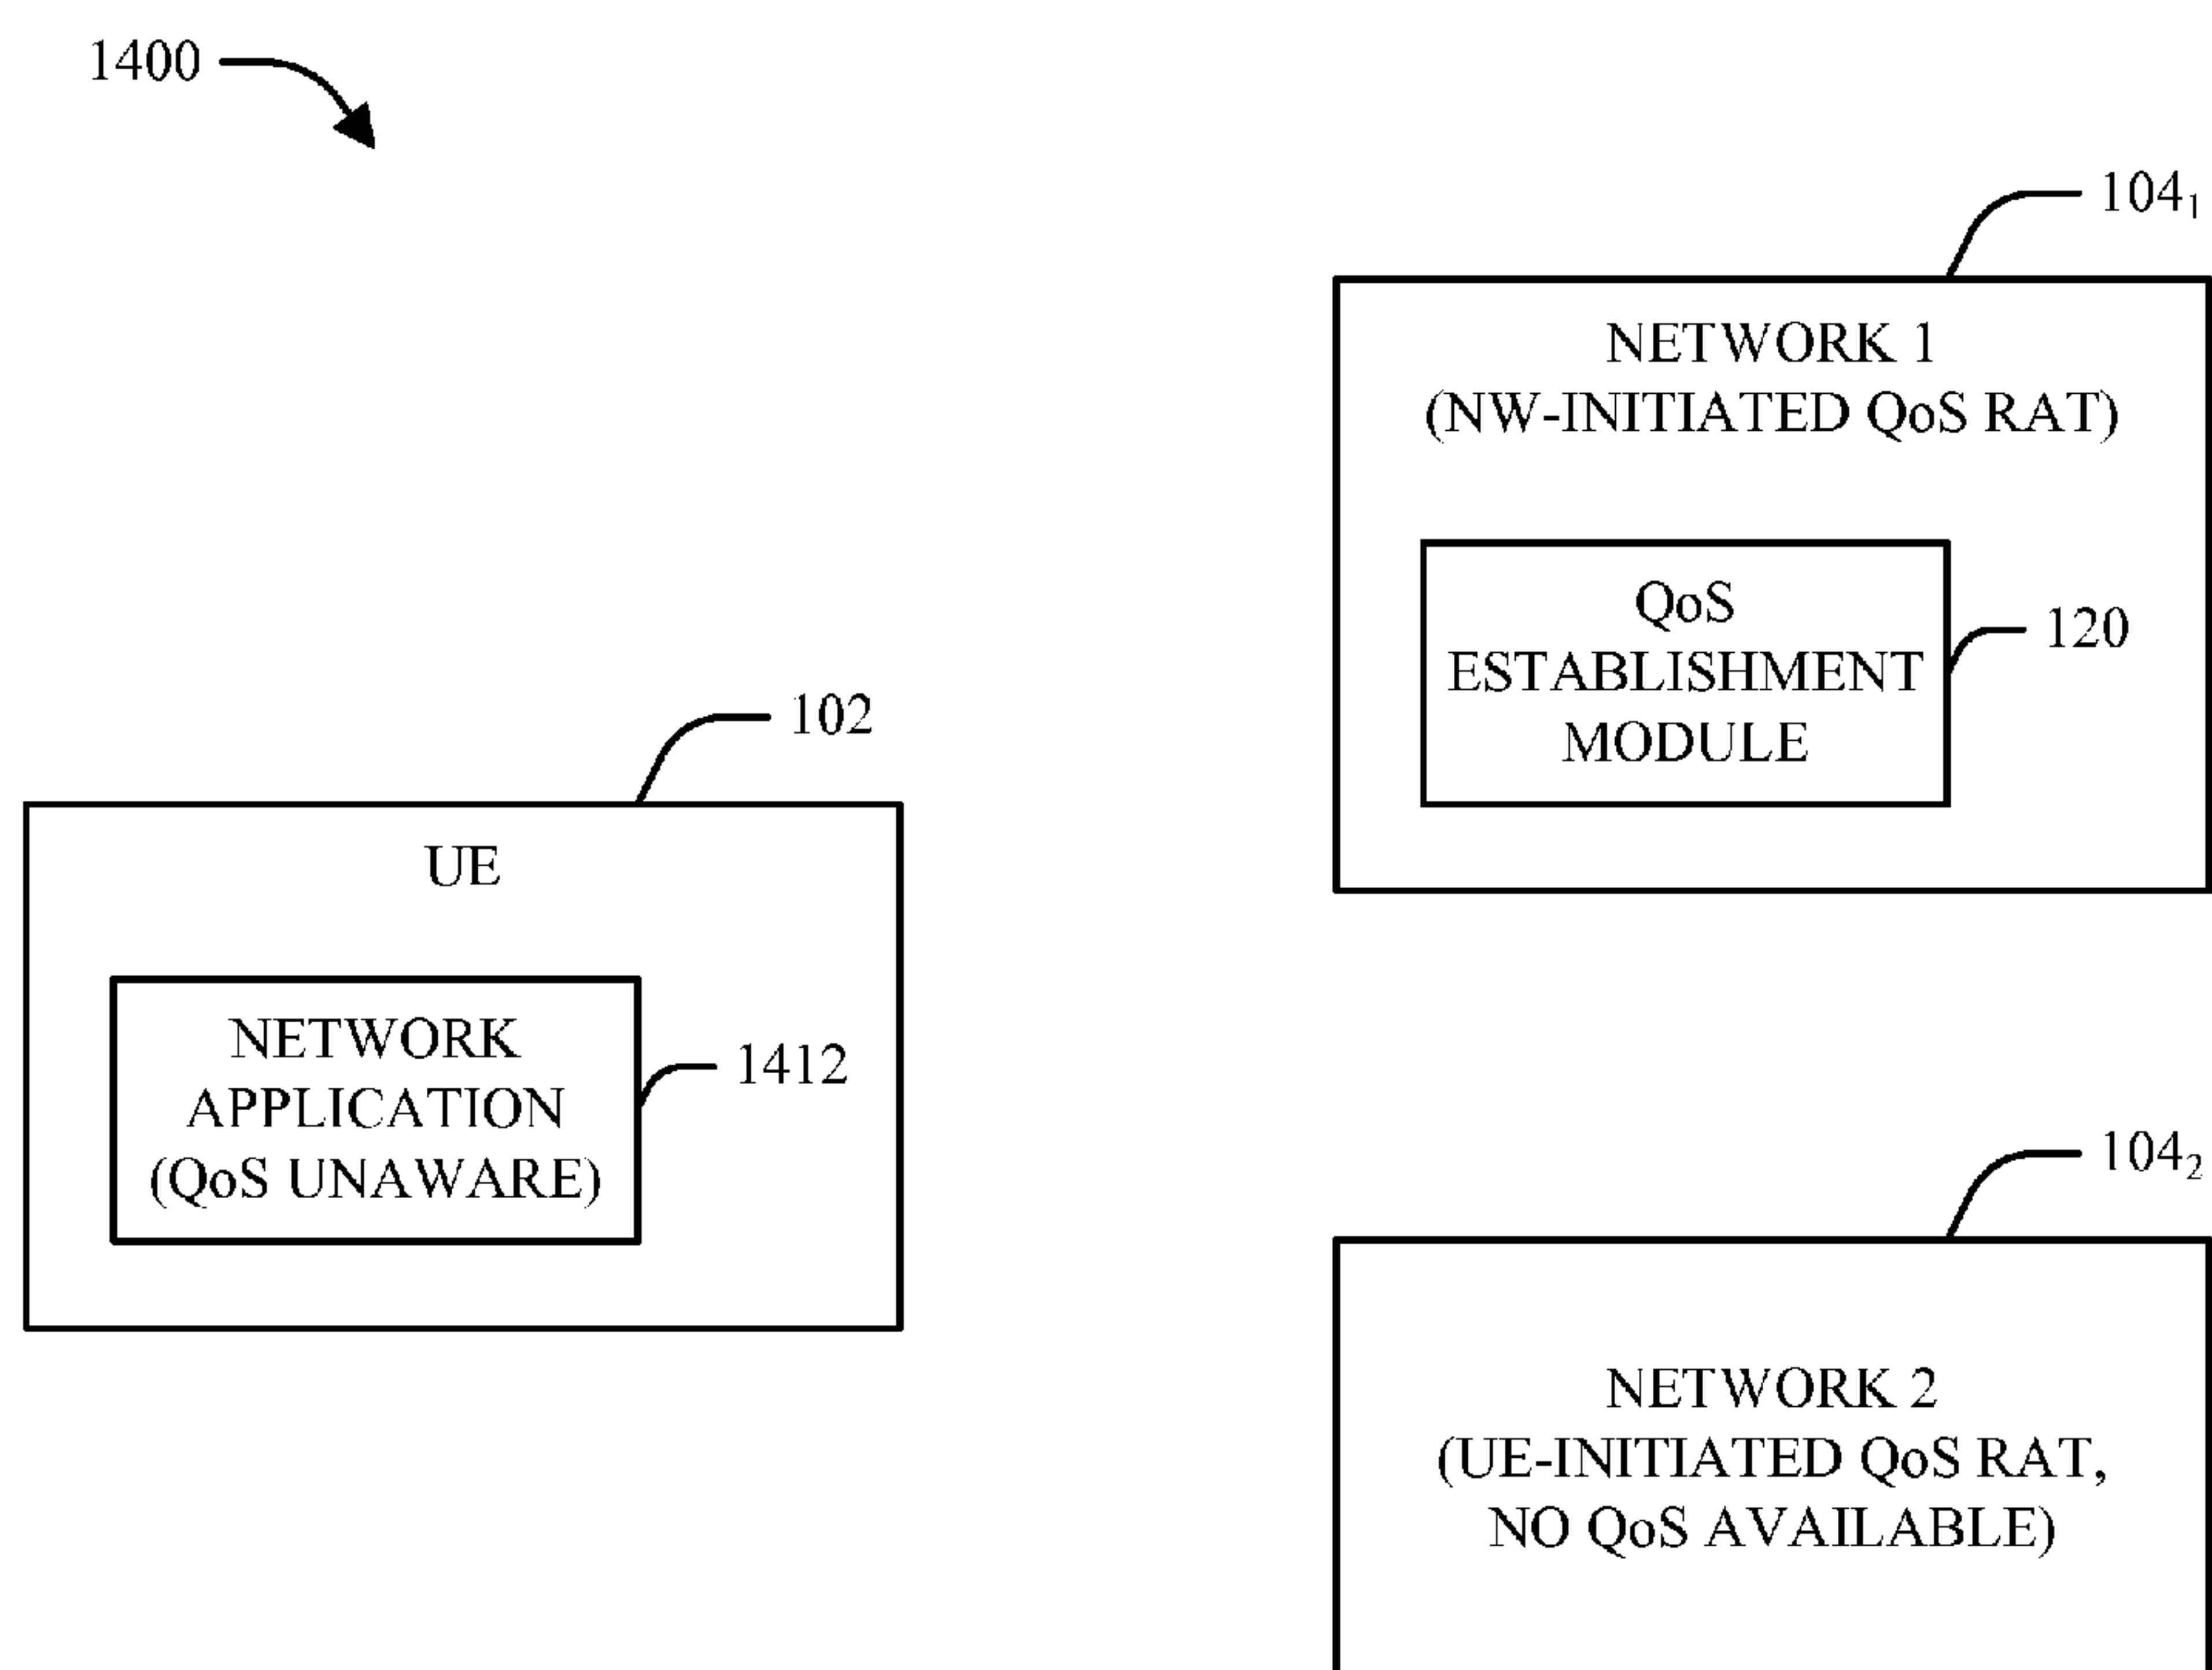 1400
104₁
NETWORK 1
(NW-INITIATED QoS RAT)
QoS
ESTABLISHMENT
MODULE
120
102
UE
NETWORK
APPLICATION
(QoS UNAWARE)
1412
104₂
NETWORK 2
(UE-INITIATED QoS RAT,
NO QoS AVAILABLE)